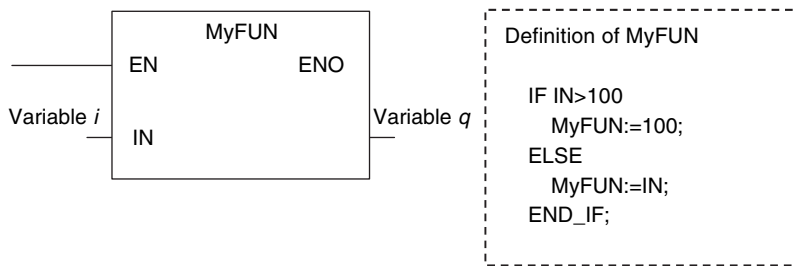 MyFUN
EN ENO
Variable i Variable q
IN
Definition of MyFUN
IF IN>100
MyFUN:=100;
ELSE
MyFUN:=IN;
END_IF;